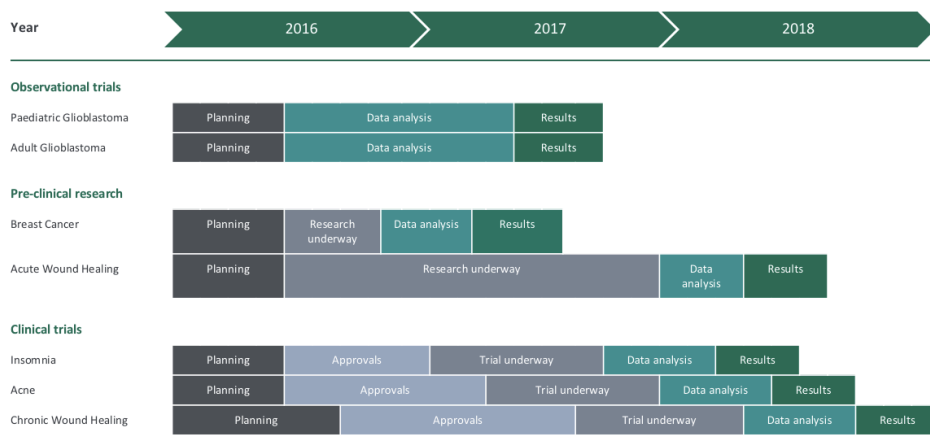 Year 2016 2017 2018
Observational trials
Paediatric Glioblastoma Planning Data analysis Results
Adult Glioblastoma Planning Data analysis Results
Pre-clinical research
Breast Cancer Planning Research underway Data analysis Results
Acute Wound Healing Planning Research underway Data analysis Results
Clinical trials
Insomnia Planning Approvals Trial underway Data analysis Results
Acne Planning Approvals Trial underway Data analysis Results
Chronic Wound Healing Planning Approvals Trial underway Data analysis Results